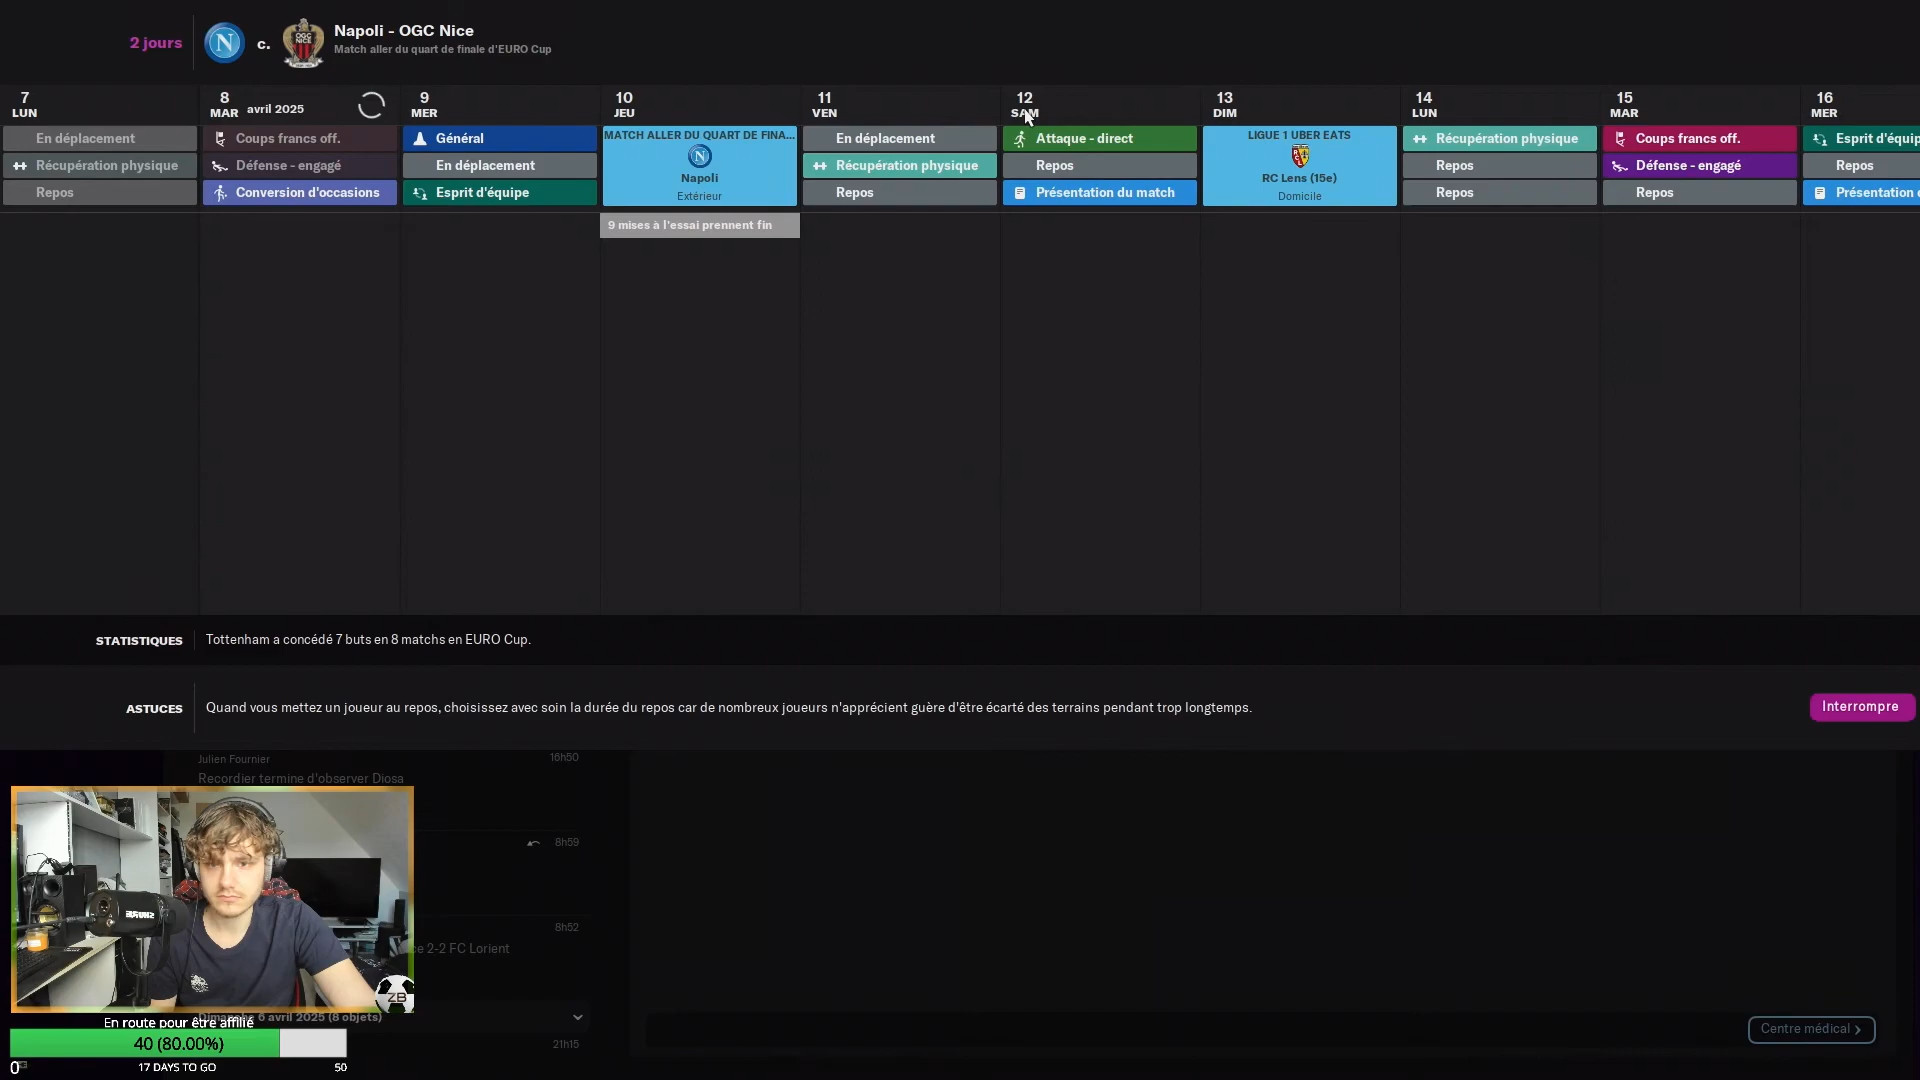 2 jours
c.
Napoli - OGC Nice
Match aller du quart de finale d'EURO Cup
7
LUN
8
MAR avril 2025
9
MER
10
JEU
11
VEN
12
SAM
13
DIM
14
LUN
15
MAR
16
MER
En déplacement
Récupération physique
Repos
Coups francs off.
Défense - engagé
Conversion d'occasions
Général
En déplacement
Esprit d'équipe
MATCH ALLER DU QUART DE FINA...
Napoli
Extérieur
9 mises à l'essai prennent fin
En déplacement
Récupération physique
Repos
Attaque - direct
Repos
Présentation du match
LIGUE 1 UBER EATS
RC Lens (15e)
Domicile
Récupération physique
Repos
Repos
Coups francs off.
Défense - engagé
Repos
Esprit d'équip
Repos
Présentation
STATISTIQUES
Tottenham a concédé 7 buts en 8 matchs en EURO Cup.
ASTUCES
Quand vous mettez un joueur au repos, choisissez avec soin la durée du repos car de nombreux joueurs n'apprécient guère d'être écarté des terrains pendant trop longtemps.
Interrompre
Julien Fournier
16h50
Recordier termine d'observer Diosa
8h59
8h52
ce 2-2 FC Lorient
Dimanche 6 avril 2025 (8 objets)
21h15
Centre médical
ZB
En route pour être affilié
40 (80.00%)
0
17 DAYS TO GO
50